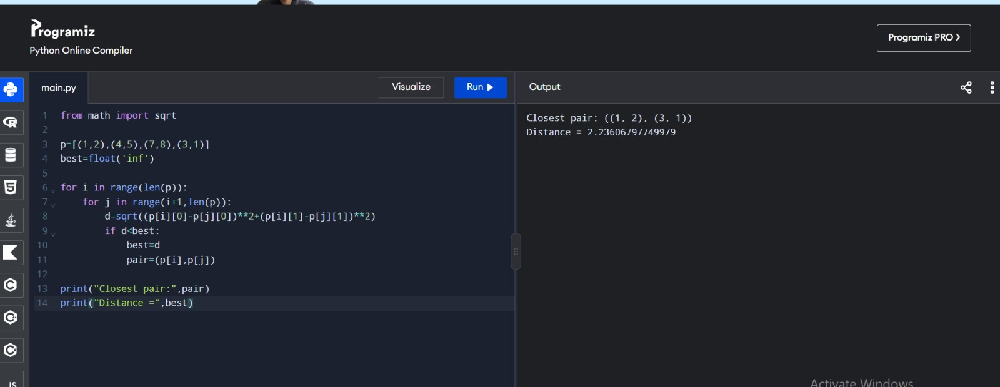 Programiz
Python Online Compiler
Programiz PRO ❯
main.py
Visualize
Run
Output
1 from math import sqrt
2
3 p=[(1,2),(4,5),(7,8),(3,1)]
4 best=float('inf')
5
6 for i in range(len(p)):
7     for j in range(i+1,len(p)):
8         d=sqrt((p[i][0]-p[j][0])**2+(p[i][1]-p[j][1])**2)
9         if d<best:
10             best=d
11             pair=(p[i],p[j])
12
13 print("Closest pair:",pair)
14 print("Distance =",best)
Closest pair: ((1, 2), (3, 1))
Distance = 2.23606797749979
JS
Activate Windows